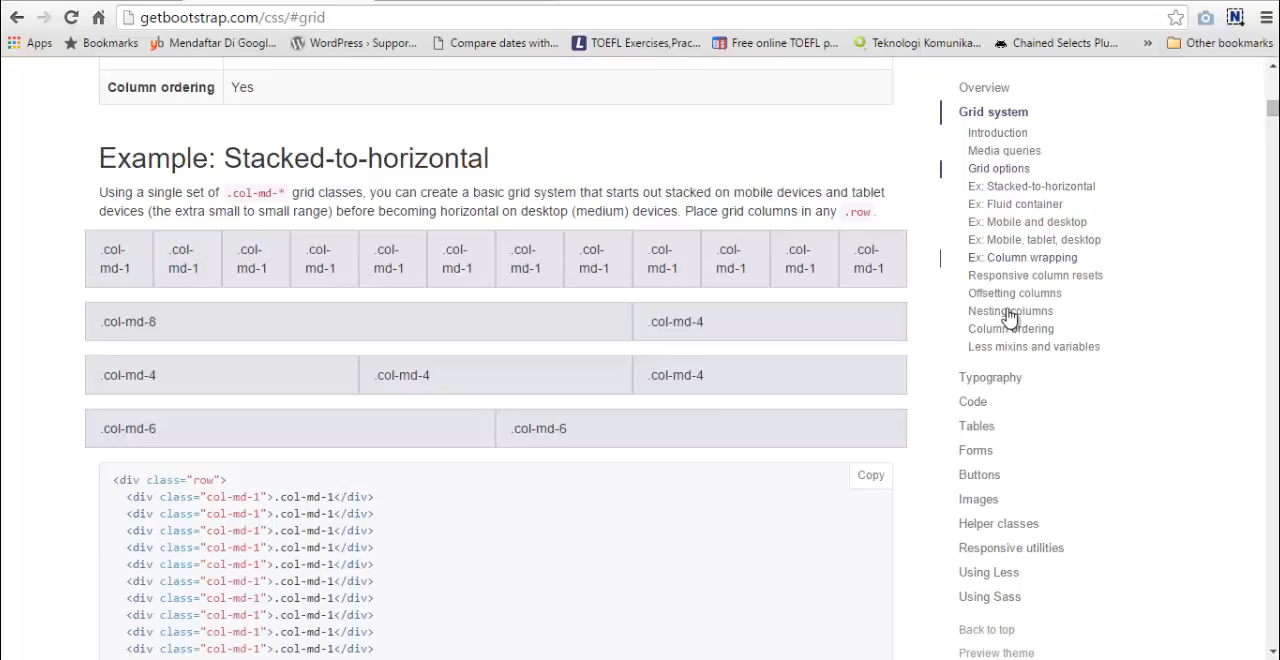 getbootstrap.com/css/#grid
Apps Bookmarks Mendaftar Di Googl... WordPress › Suppor... Compare dates with... TOEFL Exercises,Prac... Free online TOEFL p... Teknologi Komunika... Chained Selects Plu... » Other bookmarks
Column ordering Yes
Example: Stacked-to-horizontal
Using a single set of .col-md-* grid classes, you can create a basic grid system that starts out stacked on mobile devices and tablet
devices (the extra small to small range) before becoming horizontal on desktop (medium) devices. Place grid columns in any .row.
.col- .col- .col- .col- .col- .col- .col- .col- .col- .col- .col- .col-
md-1 md-1 md-1 md-1 md-1 md-1 md-1 md-1 md-1 md-1 md-1 md-1
.col-md-8 .col-md-4
.col-md-4 .col-md-4 .col-md-4
.col-md-6 .col-md-6
Copy
<div class="row">
<div class="col-md-1">.col-md-1</div>
<div class="col-md-1">.col-md-1</div>
<div class="col-md-1">.col-md-1</div>
<div class="col-md-1">.col-md-1</div>
<div class="col-md-1">.col-md-1</div>
<div class="col-md-1">.col-md-1</div>
<div class="col-md-1">.col-md-1</div>
<div class="col-md-1">.col-md-1</div>
<div class="col-md-1">.col-md-1</div>
<div class="col-md-1">.col-md-1</div>
Overview
Grid system
Introduction
Media queries
Grid options
Ex: Stacked-to-horizontal
Ex: Fluid container
Ex: Mobile and desktop
Ex: Mobile, tablet, desktop
Ex: Column wrapping
Responsive column resets
Offsetting columns
Nesting columns
Column ordering
Less mixins and variables
Typography
Code
Tables
Forms
Buttons
Images
Helper classes
Responsive utilities
Using Less
Using Sass
Back to top
Preview theme